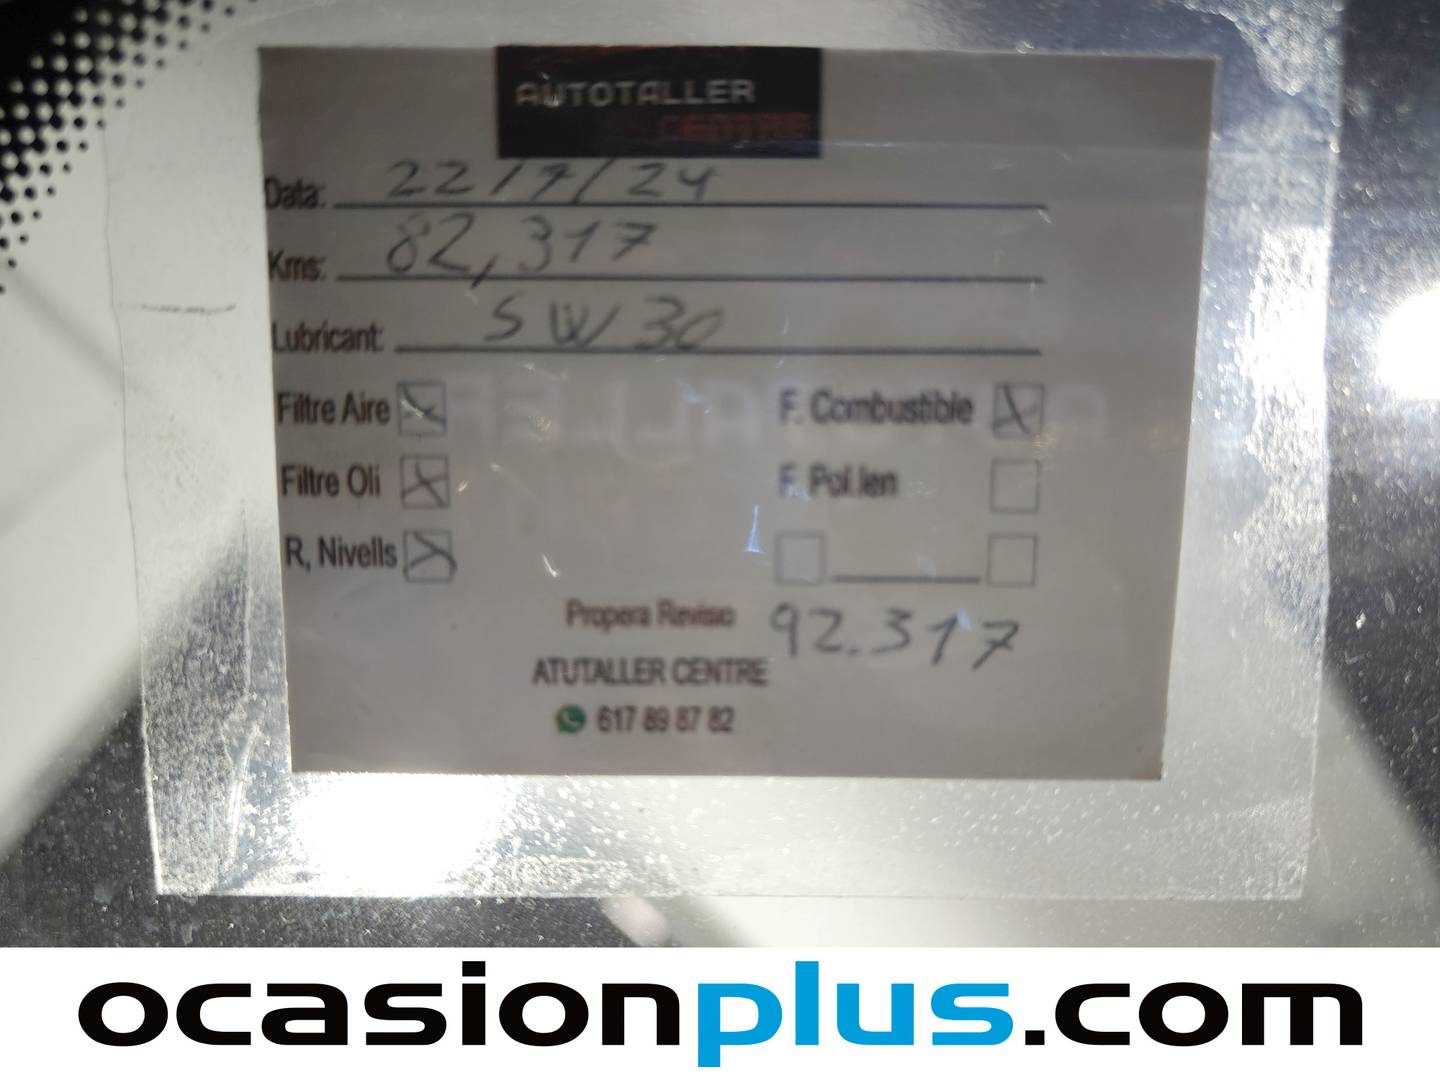 AUTOTALLER
CENTRE
Data: 22/7/24
Kms: 82,317
Lubricant: 5W30
Filtre Aire
F. Combustible
Filtre Oli
F. Pol.len
R, Nivells
Propera Revisio 92.317
ATUTALLER CENTRE
617 89 87 82
ocasionplus.com